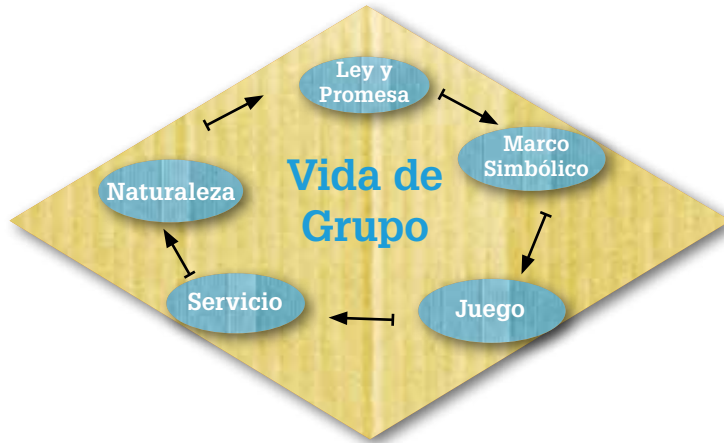 Ley y
Promesa
Marco
Simbólico
Vida de
Grupo
Naturaleza
Servicio
Juego